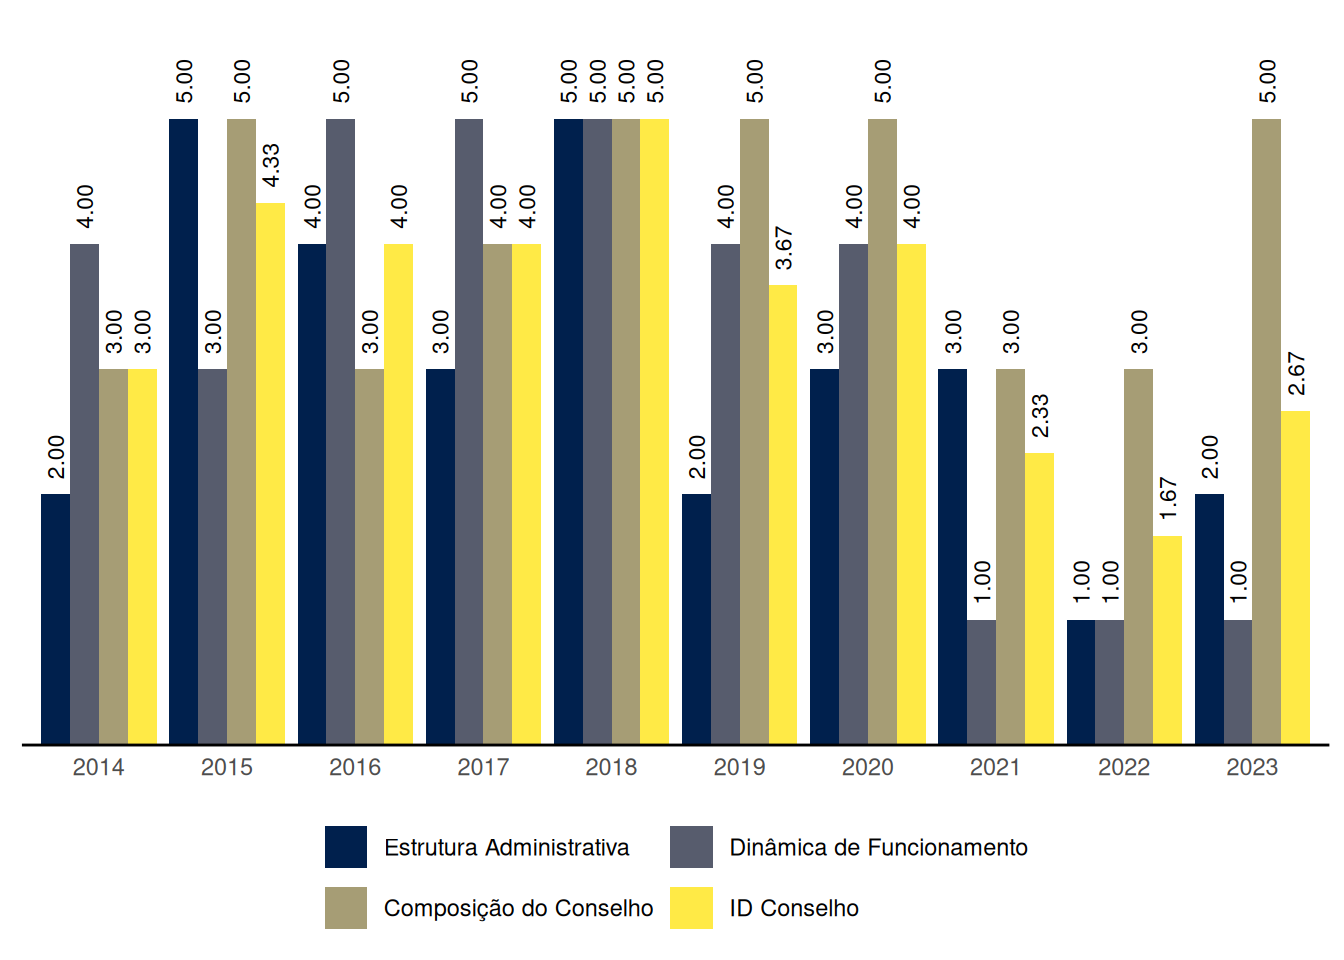 2.00 4.00 3.00 3.00
5.00 3.00 5.00 4.33
4.00 5.00 3.00 4.00
3.00 5.00 4.00 4.00
5.00 5.00 5.00 5.00
2.00 4.00 5.00 3.67
3.00 4.00 5.00 4.00
3.00 1.00 3.00 2.33
1.00 1.00 3.00 1.67
2.00 1.00 5.00 2.67
2014 2015 2016 2017 2018 2019 2020 2021 2022 2023
Estrutura Administrativa Dinâmica de Funcionamento
Composição do Conselho ID Conselho